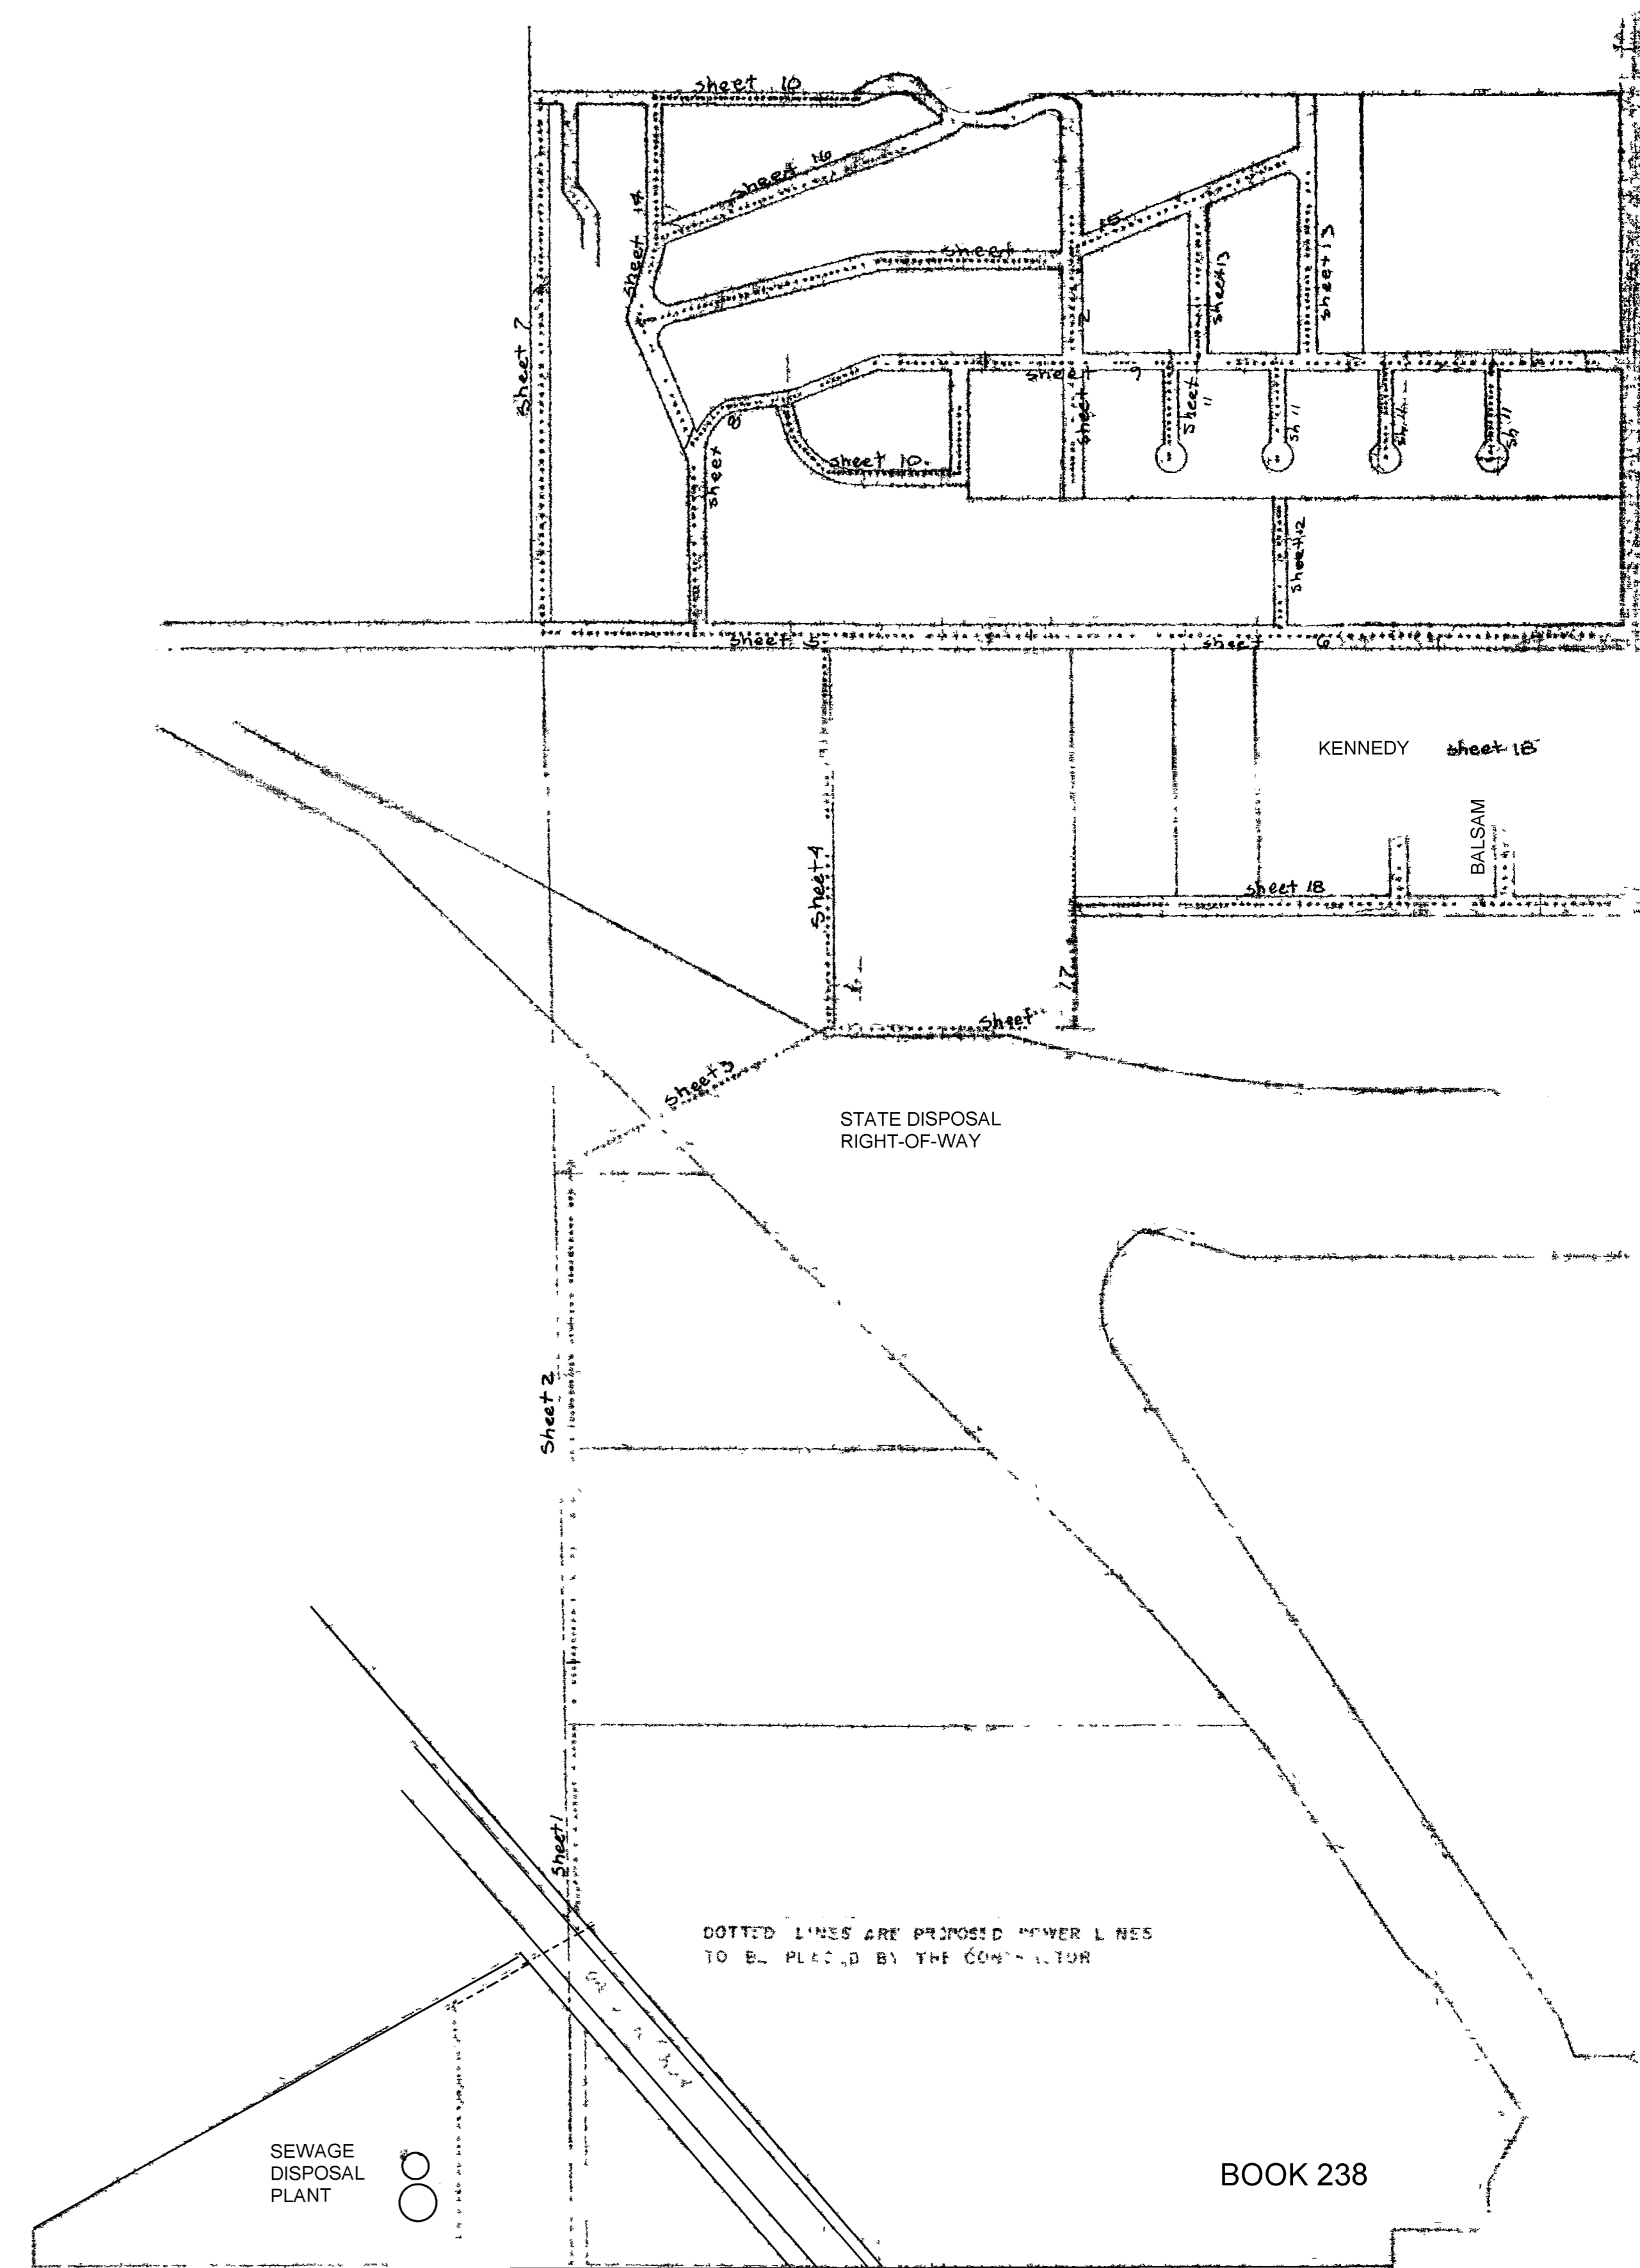 sheet 10
sheet 16
sheet 14
sheet 15
sheet 7
sheet 13
sheet 13
sheet 12
sheet 9
sheet 8
sheet 10.
sheet 11
sh 11
sh. 11
sh. 11
sheet 12
sheet 5
sheet 6
KENNEDY sheet 18
BALSAM
sheet 18
sheet 4
sheet 17
sheet 3
STATE DISPOSAL
RIGHT-OF-WAY
sheet 2
sheet 1
DOTTED LINES ARE PROPOSED LINES
TO BE PLACED BY THE
SEWAGE
DISPOSAL
PLANT
BOOK 238